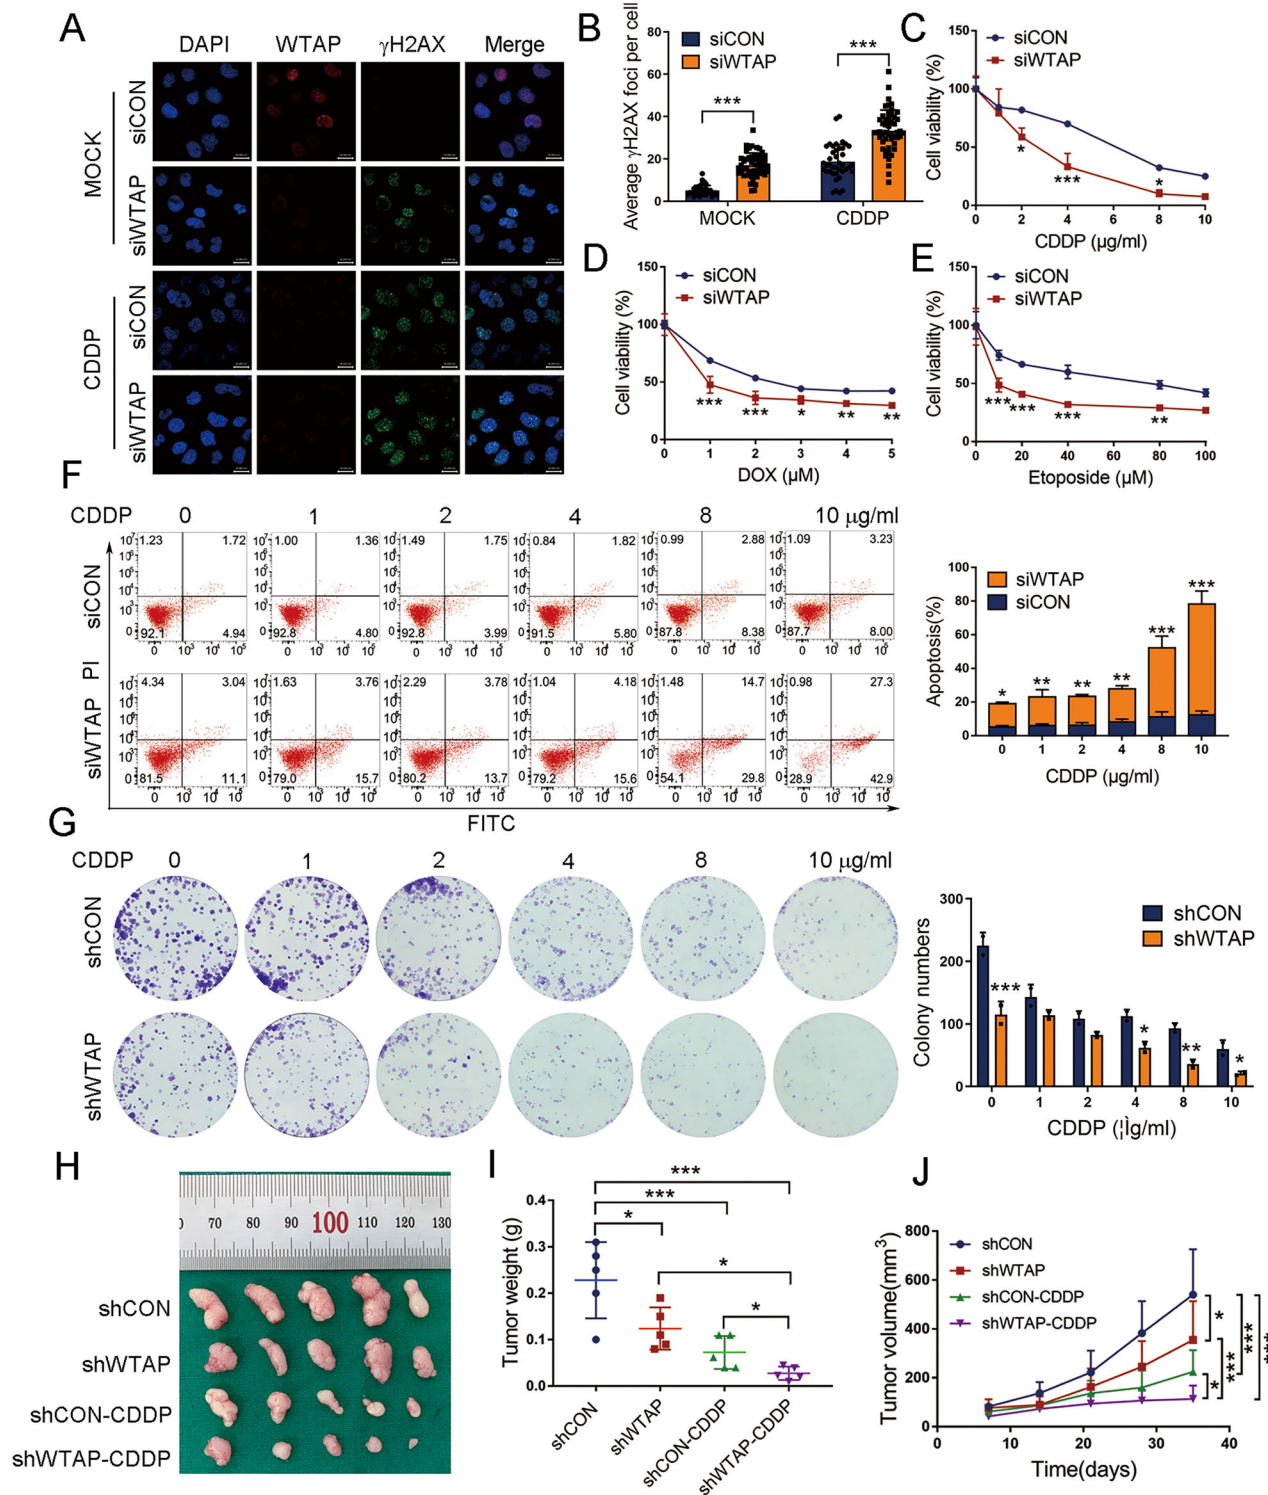 A
DAPI WTAP γH2AX Merge
MOCK
siCON
siWTAP
CDDP
siCON
siWTAP
B
Average γH2AX foci per cell
80
60
40
20
0
siCON
siWTAP
***
***
MOCK CDDP
C
Cell viability (%)
150
100
50
0
siCON
siWTAP
*
***
*
0 2 4 6 8 10
CDDP (µg/ml)
D
Cell viability (%)
150
100
50
0
siCON
siWTAP
*** *** * ** **
0 1 2 3 4 5
DOX (µM)
E
Cell viability (%)
150
100
50
0
siCON
siWTAP
*** *** *** **
0 20 40 60 80 100
Etoposide (µM)
F
CDDP 0 1 2 4 8 10 µg/ml
siCON
1.23 1.72
92.1 4.94
1.00 1.36
92.8 4.80
1.49 1.75
92.8 3.99
0.84 1.82
91.5 5.80
0.99 2.88
87.8 8.38
1.09 3.23
87.7 8.00
PI
siWTAP
4.34 3.04
81.5 11.1
1.63 3.76
79.0 15.7
2.29 3.78
80.2 13.7
1.04 4.18
79.2 15.6
1.48 14.7
54.1 29.8
0.98 27.3
28.9 42.9
FITC
Apoptosis(%)
100
80
60
40
20
0
siWTAP
siCON
* ** ** ** *** ***
0 1 2 4 8 10
CDDP (µg/ml)
G
CDDP 0 1 2 4 8 10 µg/ml
shCON
shWTAP
Colony numbers
300
200
100
0
shCON
shWTAP
*** * ** *
0 1 2 4 8 10
CDDP (¦Ìg/ml)
H
70 80 90 100 110 120 130
shCON
shWTAP
shCON-CDDP
shWTAP-CDDP
I
Tumor weight (g)
0.4
0.3
0.2
0.1
0.0
***
***
*
*
*
shCON
shWTAP
shCON-CDDP
shWTAP-CDDP
J
Tumor volume(mm³)
800
600
400
200
0
shCON
shWTAP
shCON-CDDP
shWTAP-CDDP
*
*
***
***
***
0 10 20 30 40
Time(days)